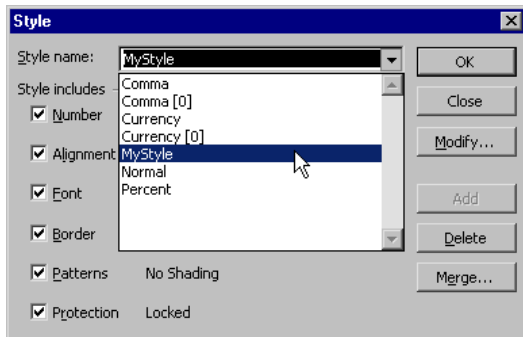 Style
Style name: MyStyle
OK
Style includes
Comma
Comma [0]
Currency
Currency [0]
MyStyle
Normal
Percent
Close
Number
Modify...
Alignment
Font
Add
Border
Delete
Patterns No Shading
Merge...
Protection Locked